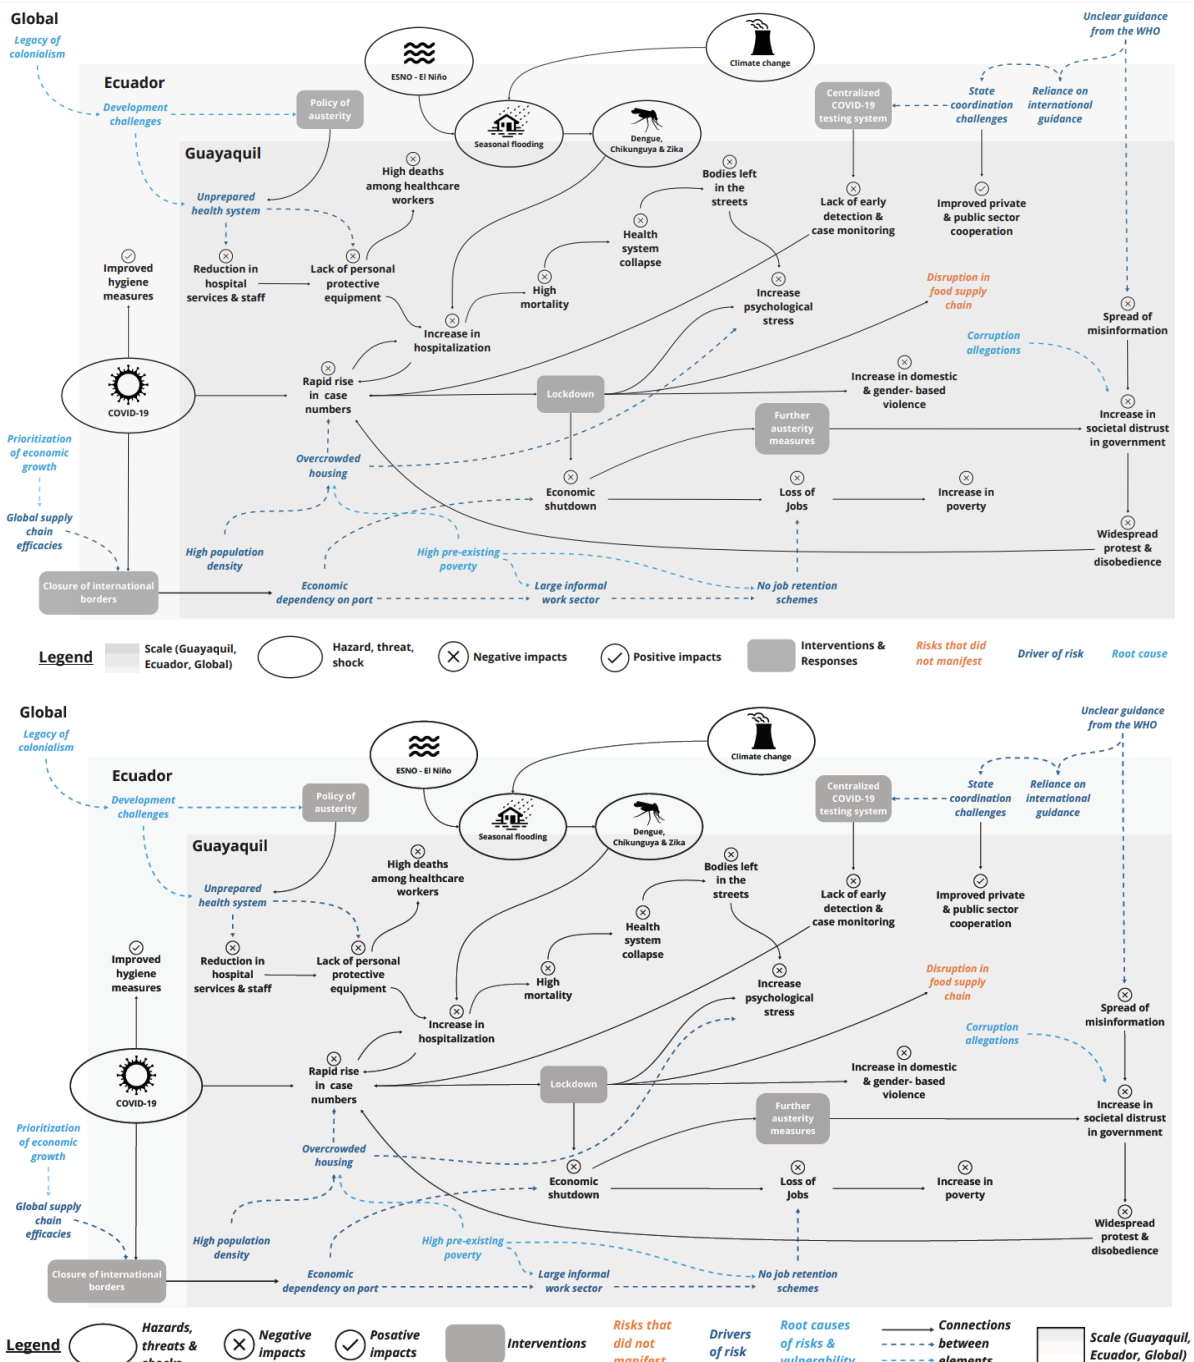 Global
Legacy of
colonialism
Unclear guidance
from the WHO
ESNO - El Niño
Climate change
Ecuador
Development
challenges
Policy of
austerity
Seasonal flooding
Dengue,
Chikunguya & Zika
Centralized
COVID-19
testing system
State
coordination
challenges
Reliance on
international
guidance
Guayaquil
High deaths
among healthcare
workers
Bodies left
in the
streets
Unprepared
health system
Lack of early
detection &
case monitoring
Improved private
& public sector
cooperation
Health
system
collapse
Improved
hygiene
measures
Reduction in
hospital
services & staff
Lack of personal
protective
equipment
High
mortality
Increase
psychological
stress
Disruption in
food supply
chain
Spread of
misinformation
Increase in
hospitalization
Corruption
allegations
COVID-19
Rapid rise
in case
numbers
Lockdown
Increase in domestic
& gender- based
violence
Further
austerity
measures
Increase in
societal distrust
in government
Prioritization
of economic
growth
Overcrowded
housing
Economic
shutdown
Loss of
Jobs
Increase in
poverty
Global supply
chain
efficacies
High population
density
High pre-existing
poverty
Widespread
protest &
disobedience
Closure of international
borders
Economic
dependency on port
Large informal
work sector
No job retention
schemes
Legend
Scale (Guayaquil,
Ecuador, Global)
Hazard, threat,
shock
Negative impacts
Positive impacts
Interventions &
Responses
Risks that did
not manifest
Driver of risk
Root cause
Global
Legacy of
colonialism
Unclear guidance
from the WHO
ESNO - El Niño
Climate change
Ecuador
Development
challenges
Policy of
austerity
Seasonal flooding
Dengue,
Chikunguya & Zika
Centralized
COVID-19
testing system
State
coordination
challenges
Reliance on
international
guidance
Guayaquil
High deaths
among healthcare
workers
Bodies left
in the
streets
Unprepared
health system
Lack of early
detection &
case monitoring
Improved private
& public sector
cooperation
Health
system
collapse
Improved
hygiene
measures
Reduction in
hospital
services & staff
Lack of personal
protective
equipment
High
mortality
Increase
psychological
stress
Disruption in
food supply
chain
Spread of
misinformation
Increase in
hospitalization
Corruption
allegations
COVID-19
Rapid rise
in case
numbers
Lockdown
Increase in domestic
& gender- based
violence
Further
austerity
measures
Increase in
societal distrust
in government
Prioritization
of economic
growth
Overcrowded
housing
Economic
shutdown
Loss of
Jobs
Increase in
poverty
Global supply
chain
efficacies
High population
density
High pre-existing
poverty
Widespread
protest &
disobedience
Closure of international
borders
Economic
dependency on port
Large informal
work sector
No job retention
schemes
Legend
Hazards,
threats &
shocks
Negative
impacts
Posative
impacts
Interventions
Risks that
did not
manifest
Drivers
of risk
Root causes
of risks &
vulnerability
Connections
between
elements
Scale (Guayaquil,
Ecuador, Global)